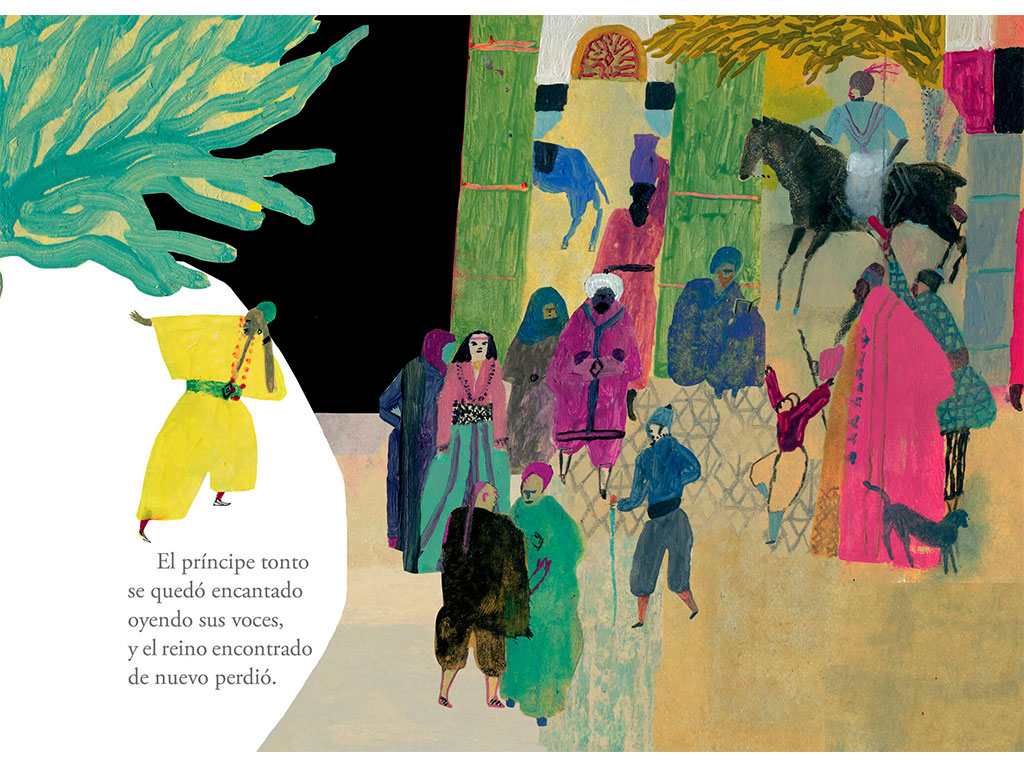 El príncipe tonto
se quedó encantado
oyendo sus voces,
y el reino encontrado
de nuevo perdió.